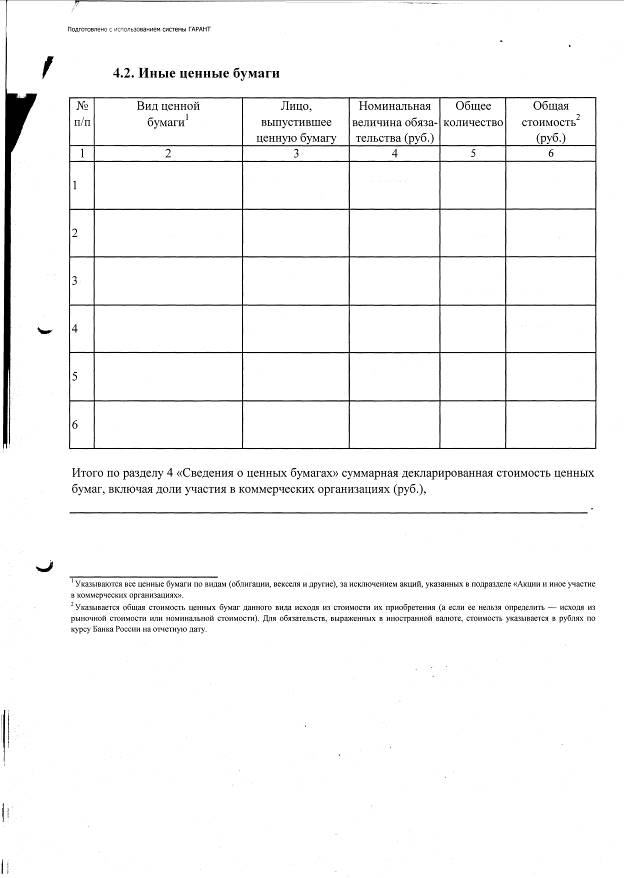 Подготовлено с использованием системы ГАРАНТ
4.2. Иные ценные бумаги
№ Вид ценной Лицо, Номинальная Общее Общая
п/п бумаги¹ выпустившее величина обяза- количество стоимость²
ценную бумагу тельства (руб.) (руб.)
1 2 3 4 5 6
1
2
3
4
5
6
Итого по разделу 4 «Сведения о ценных бумагах» суммарная декларированная стоимость ценных
бумаг, включая доли участия в коммерческих организациях (руб.),
¹ Указываются все ценные бумаги по видам (облигации, векселя и другие), за исключением акций, указанных в подразделе «Акции и иное участие
в коммерческих организациях».
² Указывается общая стоимость ценных бумаг данного вида исходя из стоимости их приобретения (а если ее нельзя определить — исходя из
рыночной стоимости или номинальной стоимости). Для обязательств, выраженных в иностранной валюте, стоимость указывается в рублях по
курсу Банка России на отчетную дату.